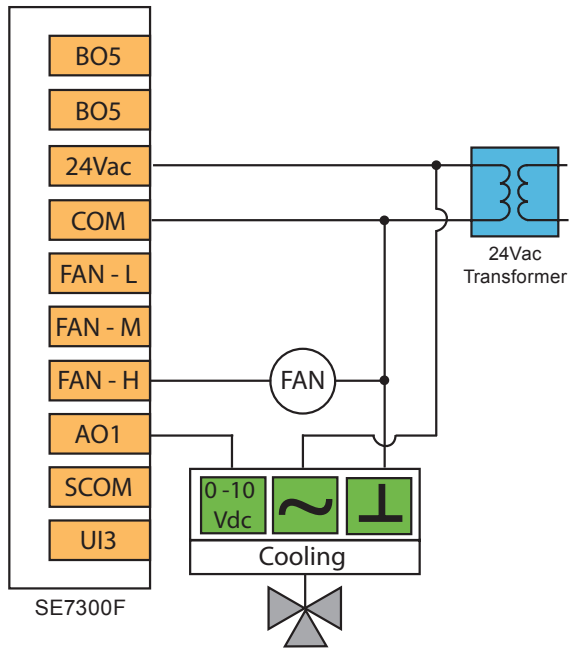 BO5
BO5
24Vac
COM
FAN - L
FAN - M
FAN - H
AO1
SCOM
UI3
SE7300F
24Vac
Transformer
FAN
0 -10
Vdc
~
Cooling